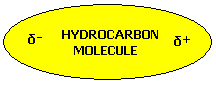 δ- HYDROCARBON δ+
MOLECULE